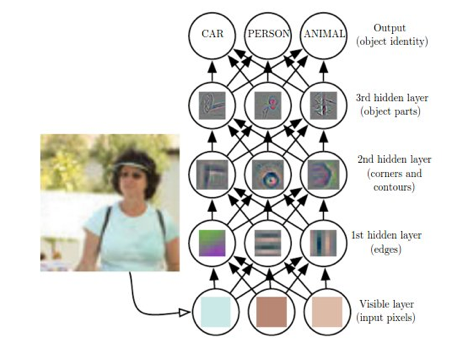 CAR PERSON ANIMAL
Output
(object identity)
3rd hidden layer
(object parts)
2nd hidden layer
(corners and
contours)
1st hidden layer
(edges)
Visible layer
(input pixels)